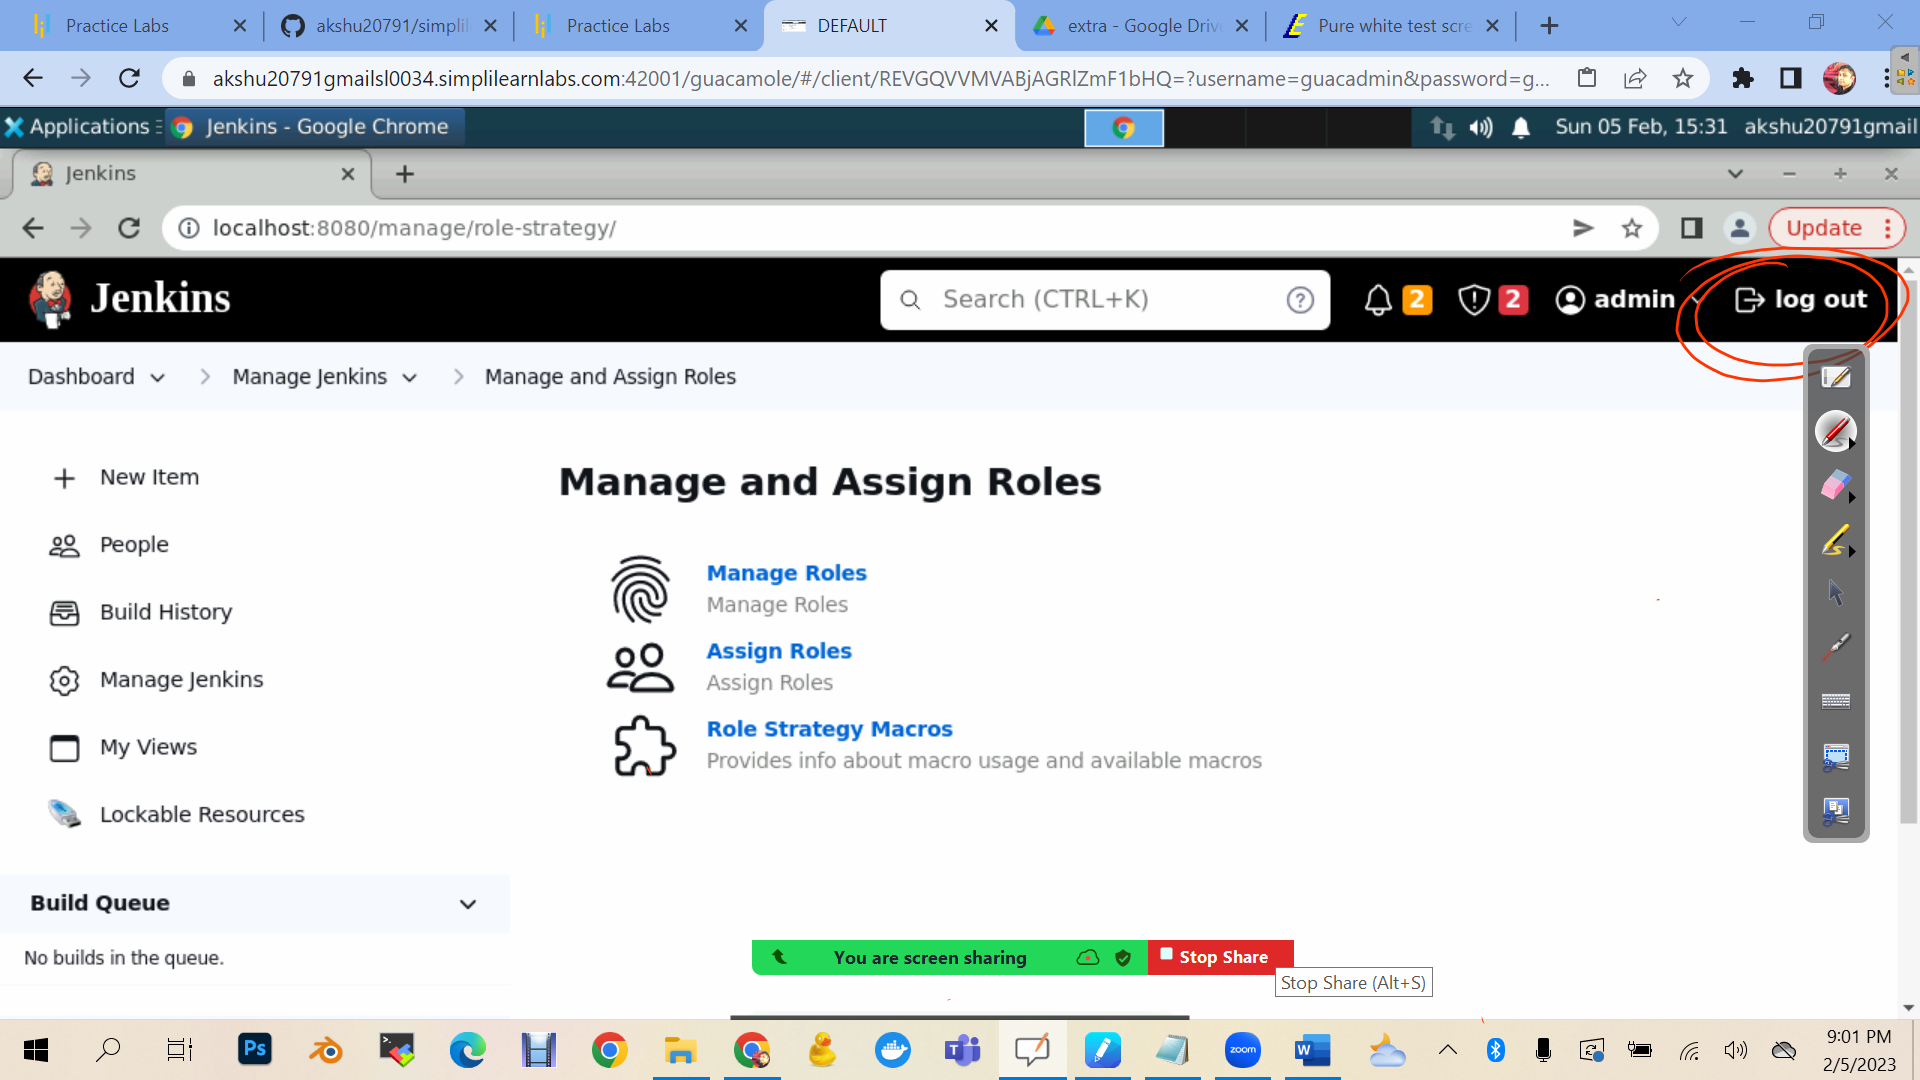 Practice Labs
akshu20791/simplil
Practice Labs
DEFAULT
extra - Google Drive
Pure white test scre
akshu20791gmailsl0034.simplilearnlabs.com:42001/guacamole/#/client/REVGQVVMVABjAGRlZmF1bHQ=?username=guacadmin&password=g...
Applications
Jenkins - Google Chrome
Sun 05 Feb, 15:31
akshu20791gmail
Jenkins
localhost:8080/manage/role-strategy/
Update
Jenkins
Search (CTRL+K)
2
2
admin
log out
Dashboard
Manage Jenkins
Manage and Assign Roles
New Item
People
Build History
Manage Jenkins
My Views
Lockable Resources
Build Queue
No builds in the queue.
Manage and Assign Roles
Manage Roles
Manage Roles
Assign Roles
Assign Roles
Role Strategy Macros
Provides info about macro usage and available macros
You are screen sharing
Stop Share
Stop Share (Alt+S)
Ps
zoom
W
9:01 PM
2/5/2023